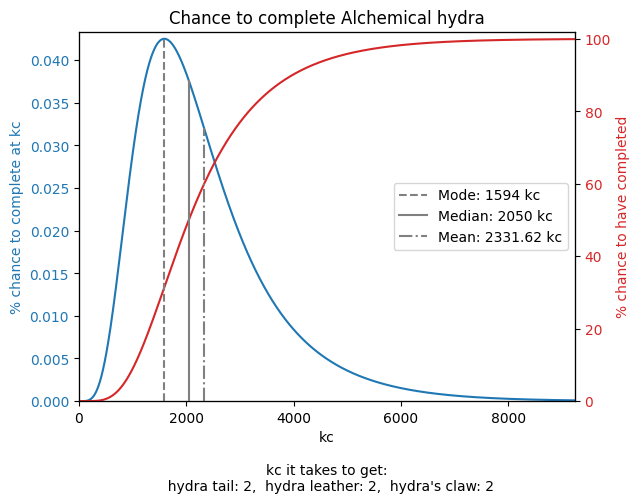 Chance to complete Alchemical hydra
% chance to complete at kc
0.040
0.035
0.030
0.025
0.020
0.015
0.010
0.005
0.000
100
80
60
40
20
0
% chance to have completed
Mode: 1594 kc
Median: 2050 kc
Mean: 2331.62 kc
0 2000 4000 6000 8000
kc
kc it takes to get:
hydra tail: 2,  hydra leather: 2,  hydra's claw: 2